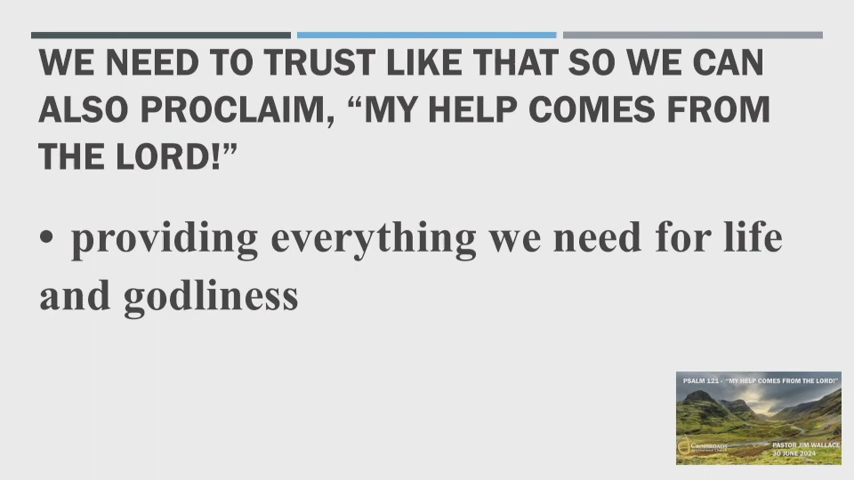 WE NEED TO TRUST LIKE THAT SO WE CAN
ALSO PROCLAIM, “MY HELP COMES FROM
THE LORD!”
• providing everything we need for life
and godliness
PSALM 121 - “MY HELP COMES FROM THE LORD!”
CROSSROADS
PASTOR JIM WALLACE
30 JUNE 2024